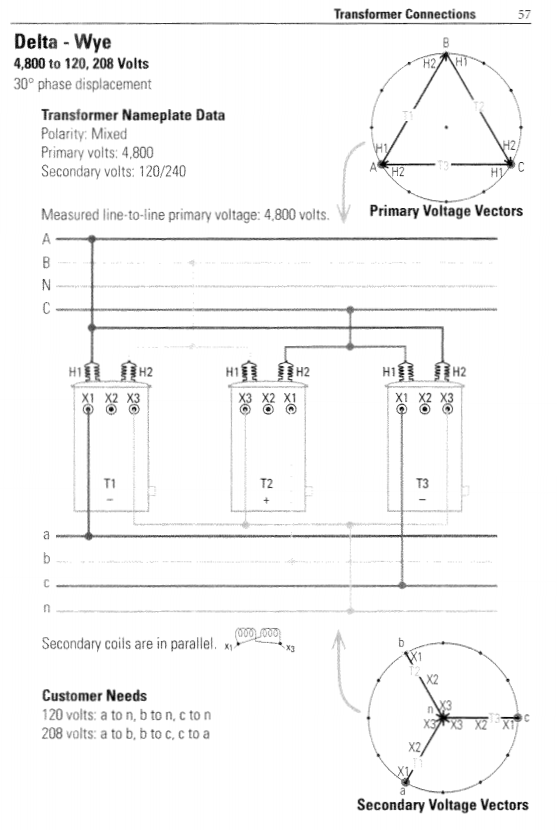 Transformer Connections 57
Delta - Wye
4,800 to 120, 208 Volts
30° phase displacement
Transformer Nameplate Data
Polarity: Mixed
Primary volts: 4,800
Secondary volts: 120/240
B
H2 H1
T1 T2
H1 H2
A H2 T3 H1 C
Primary Voltage Vectors
Measured line-to-line primary voltage: 4,800 volts.
A
B
N
C
H1 H2 H1 H2 H1 H2
X1 X2 X3 X3 X2 X1 X1 X2 X3
T1 T2 T3
– + –
a
b
c
n
Secondary coils are in parallel. X1 X3
Customer Needs
120 volts: a to n, b to n, c to n
208 volts: a to b, b to c, c to a
b
X1
T2
X2
n X3
X3 X3 X2 T3 X1 c
X2
T1
X1
a
Secondary Voltage Vectors